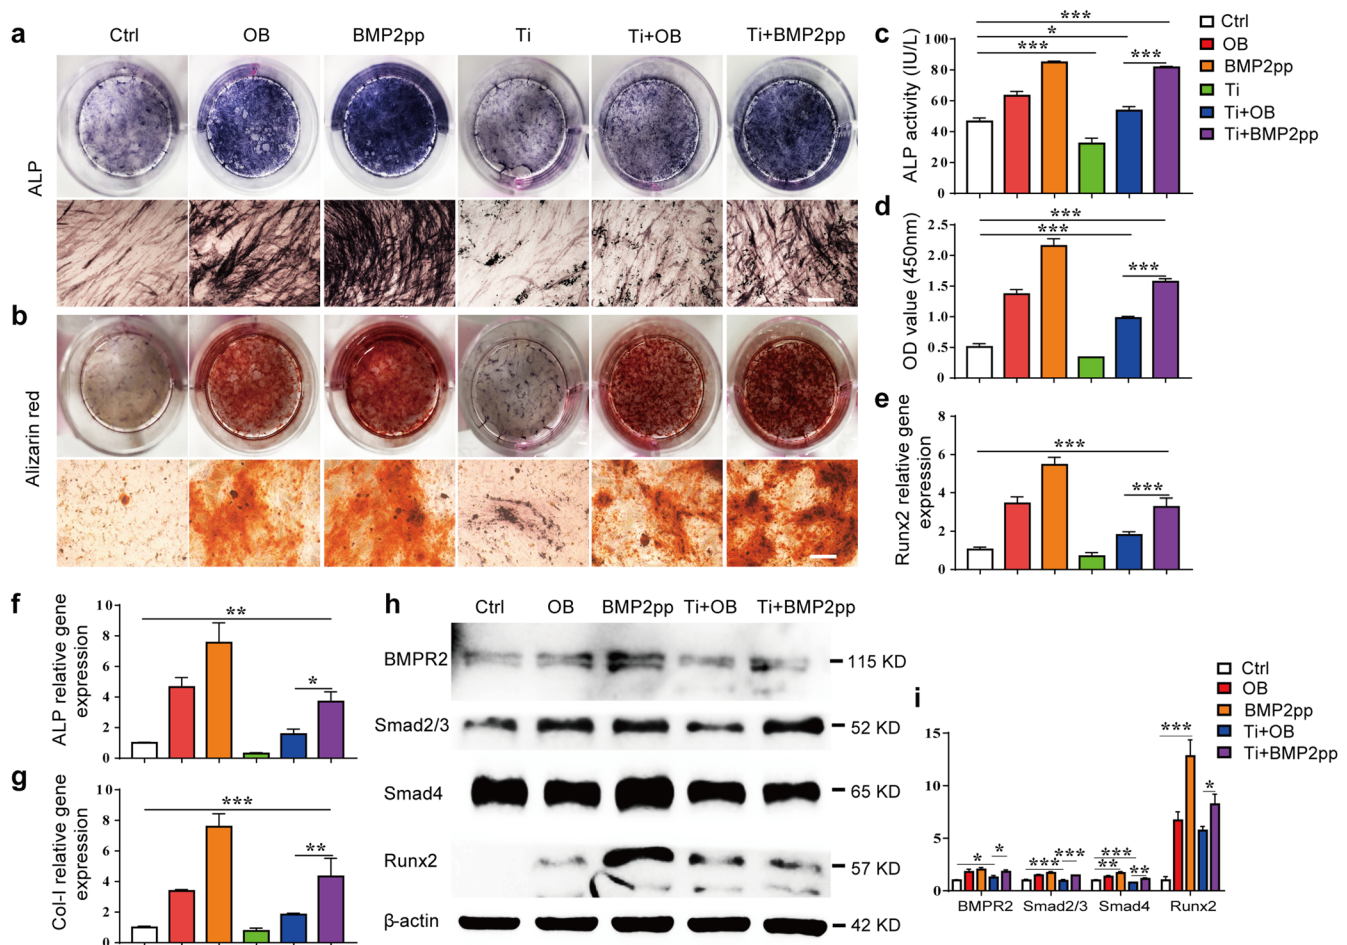 a
Ctrl OB BMP2pp Ti Ti+OB Ti+BMP2pp
ALP
b
Alizarin red
c
ALP activity (IU/L)
100
80
60
40
20
0
***
*
***
***
Ctrl
OB
BMP2pp
Ti
Ti+OB
Ti+BMP2pp
d
OD value (450nm)
2.5
2.0
1.5
1.0
0.5
0
***
***
***
e
Runx2 relative gene
expression
8
6
4
2
0
***
***
f
ALP relative gene
expression
10
8
6
4
2
0
**
*
g
Col-I relative gene
expression
10
8
6
4
2
0
***
**
h
Ctrl OB BMP2pp Ti+OB Ti+BMP2pp
BMPR2 115 KD
Smad2/3 52 KD
Smad4 65 KD
Runx2 57 KD
β-actin 42 KD
i
Ctrl
OB
BMP2pp
Ti+OB
Ti+BMP2pp
15
10
5
0
* *
*** ***
*** ** **
*** *
BMPR2 Smad2/3 Smad4 Runx2